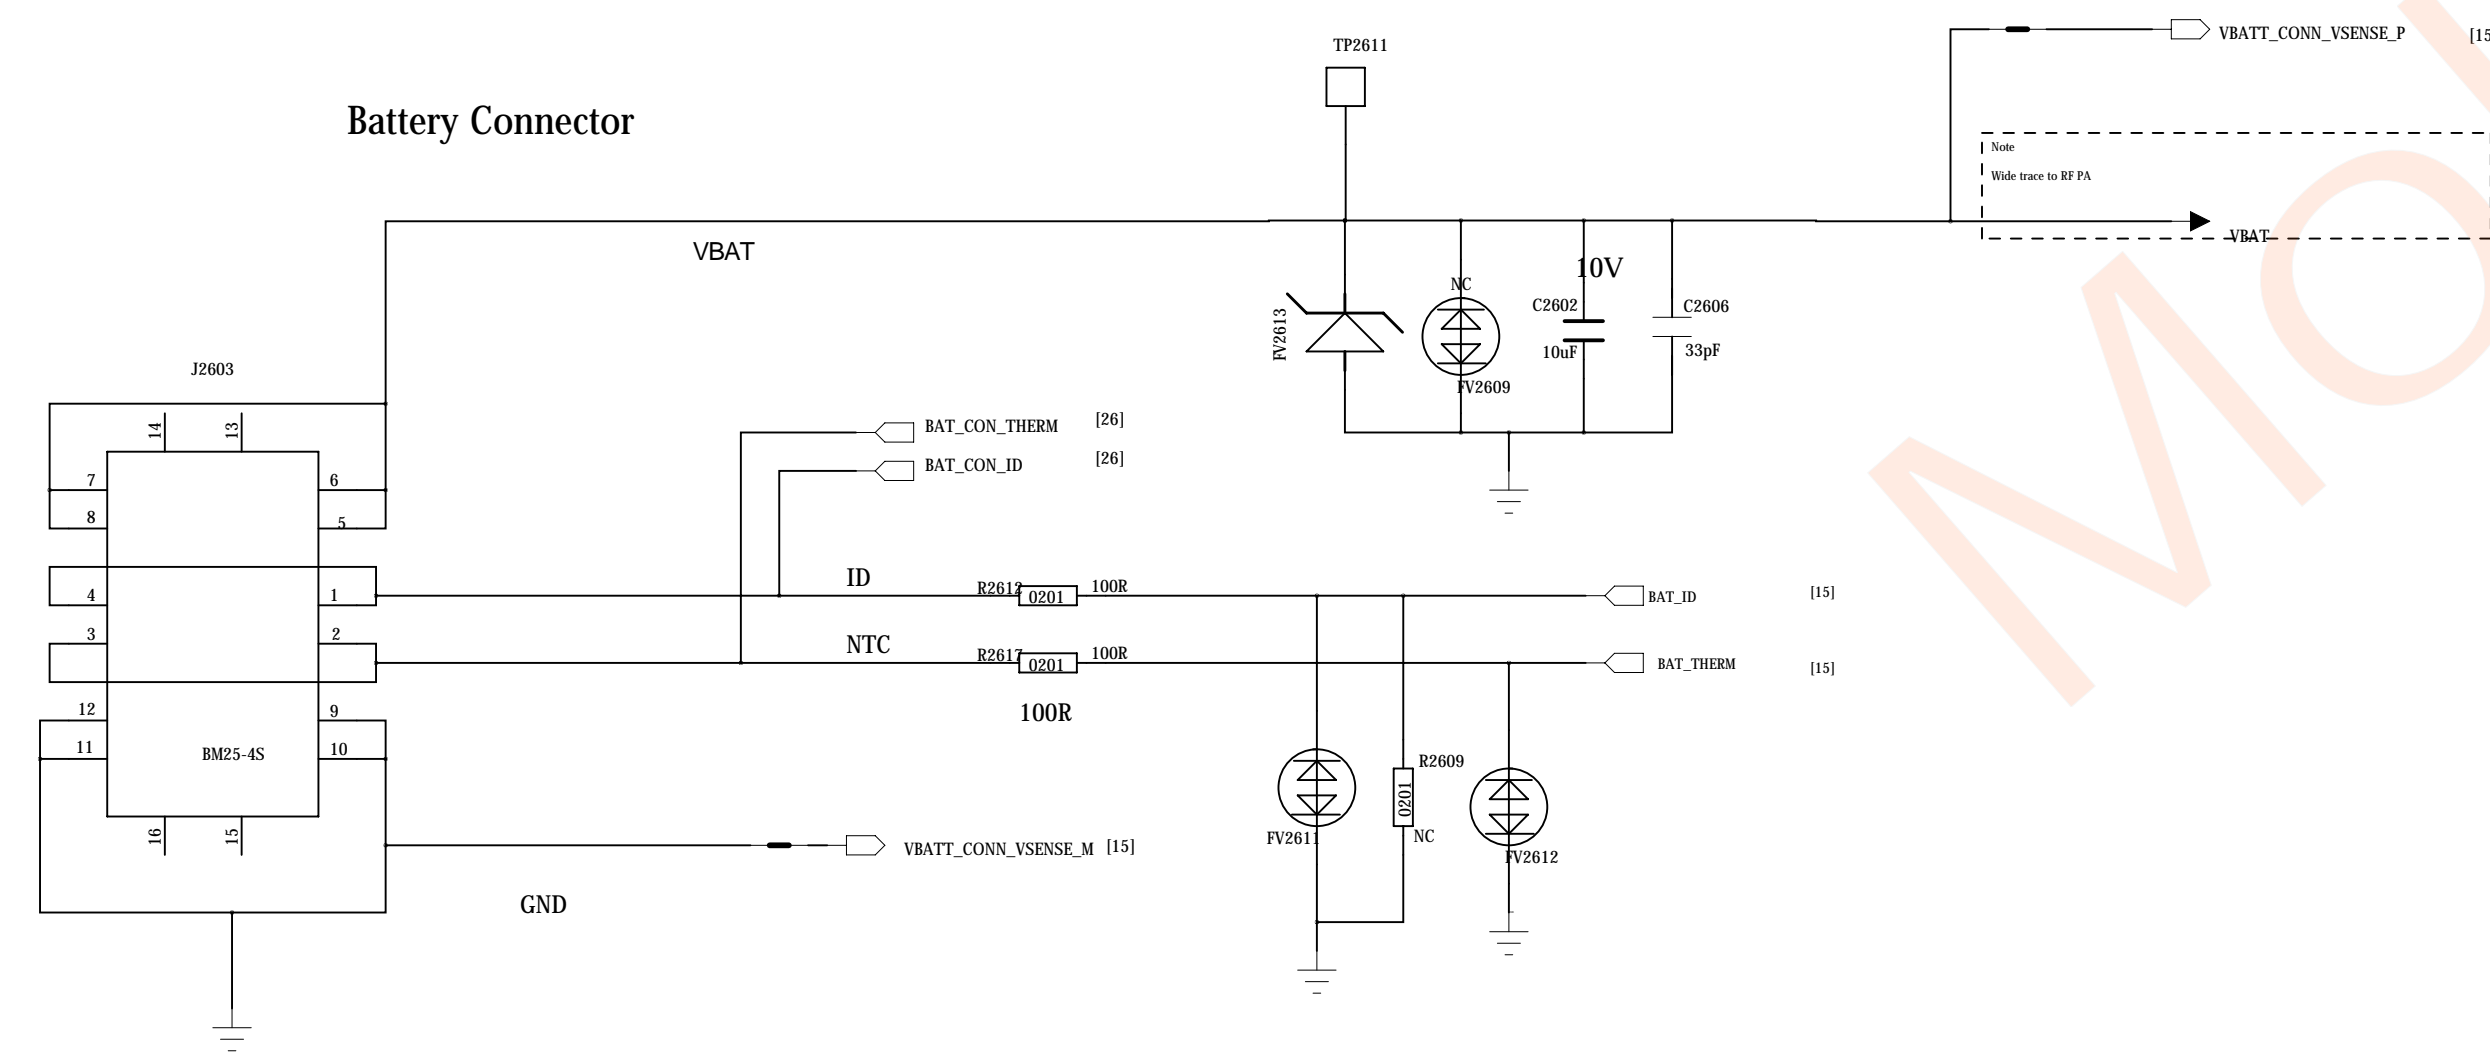 TP2611
VBATT_CONN_VSENSE_P
Battery Connector
Note
Wide trace to RF PA
VBAT
VBAT
10V
NC
C2602
C2606
FV2613
10uF
33pF
FV2609
J2603
14
13
BAT_CON_THERM
[26]
BAT_CON_ID
[26]
7
6
8
5
ID
R2612
0201
100R
4
1
BAT_ID
[15]
3
2
NTC
R2617
0201
100R
BAT_THERM
[15]
12
9
100R
11
10
BM25-4S
R2609
0201
FV2611
NC
16
15
VBATT_CONN_VSENSE_M
[15]
FV2612
GND